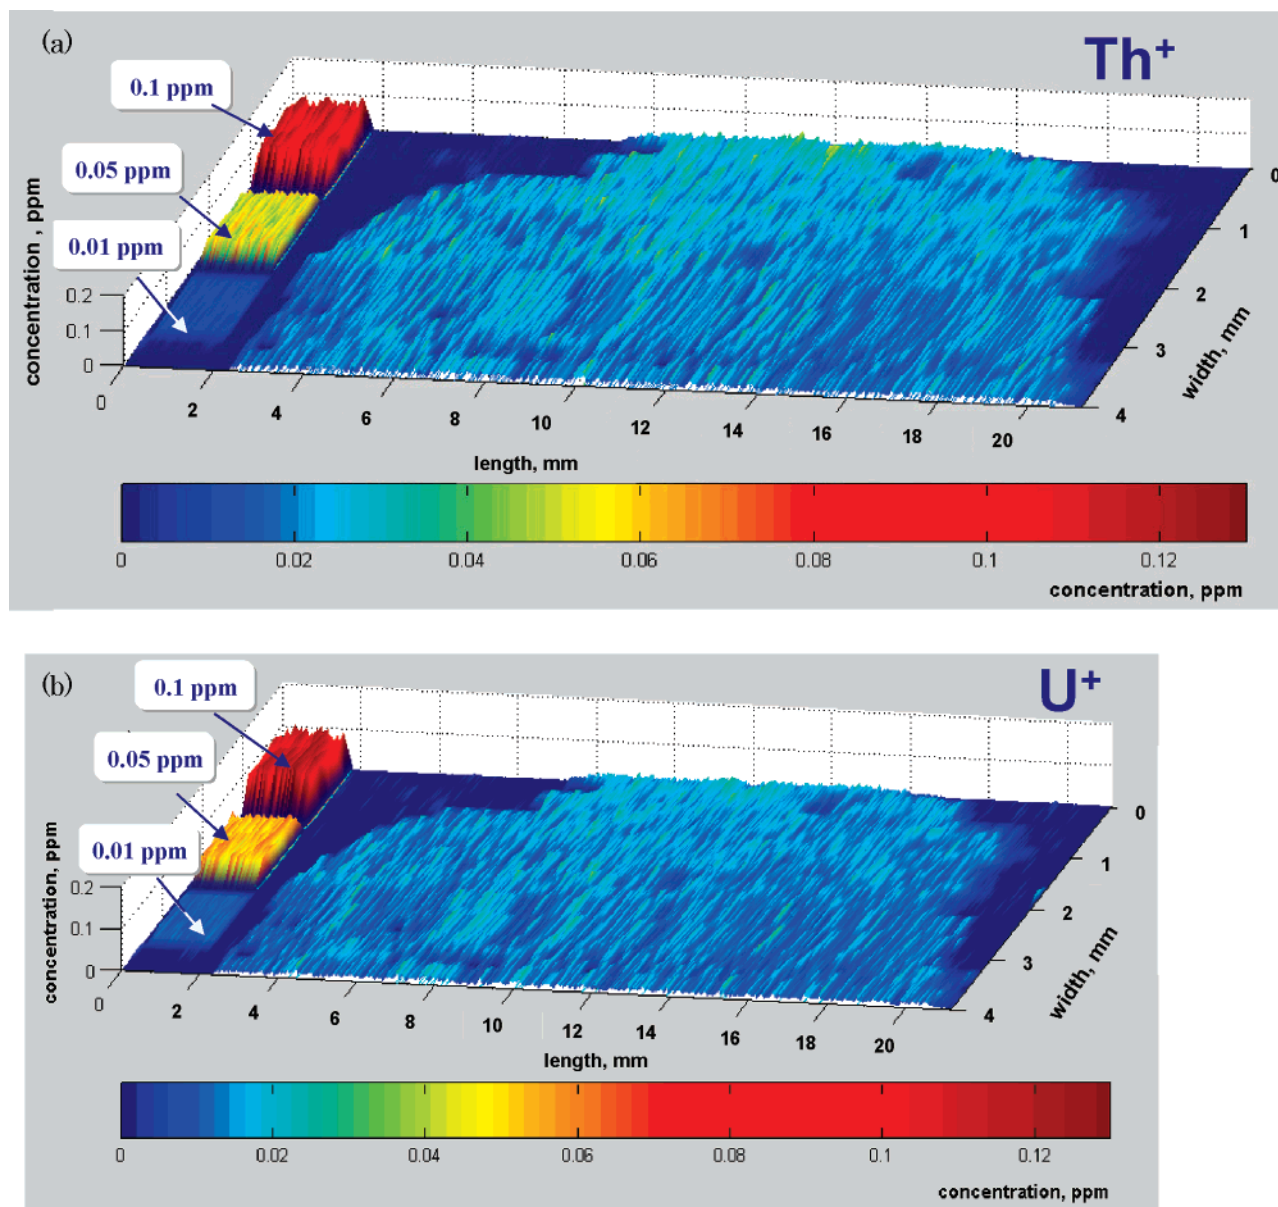 (a)
Th+
0.1 ppm
0.05 ppm
0.01 ppm
concentration , ppm
0.2
0.1
0
0 2 4 6 8 10 12 14 16 18 20
length, mm
0
1
2
3
4
width, mm
0 0.02 0.04 0.06 0.08 0.1 0.12
concentration, ppm
(b)
U+
0.1 ppm
0.05 ppm
0.01 ppm
concentration, ppm
0.2
0.1
0
0 2 4 6 8 10 12 14 16 18 20
length, mm
0
1
2
3
4
width, mm
0 0.02 0.04 0.06 0.08 0.1 0.12
concentration, ppm